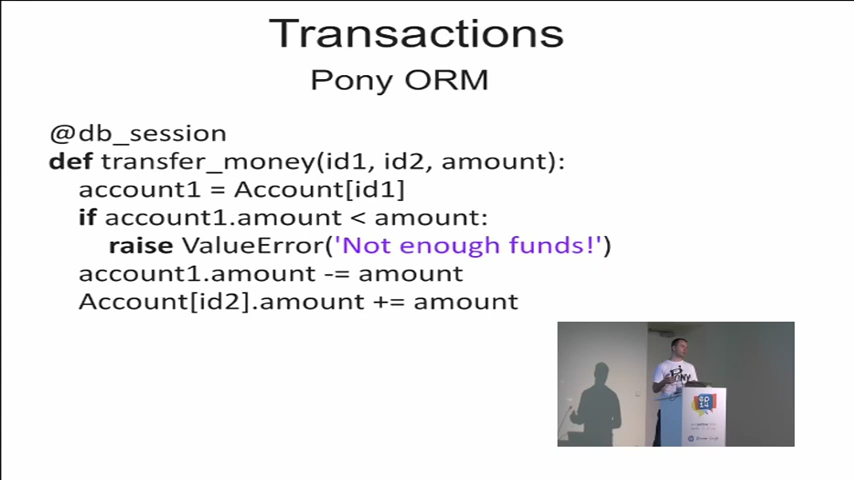 Transactions
Pony ORM
@db_session
def transfer_money(id1, id2, amount):
    account1 = Account[id1]
    if account1.amount < amount:
        raise ValueError('Not enough funds!')
    account1.amount -= amount
    Account[id2].amount += amount